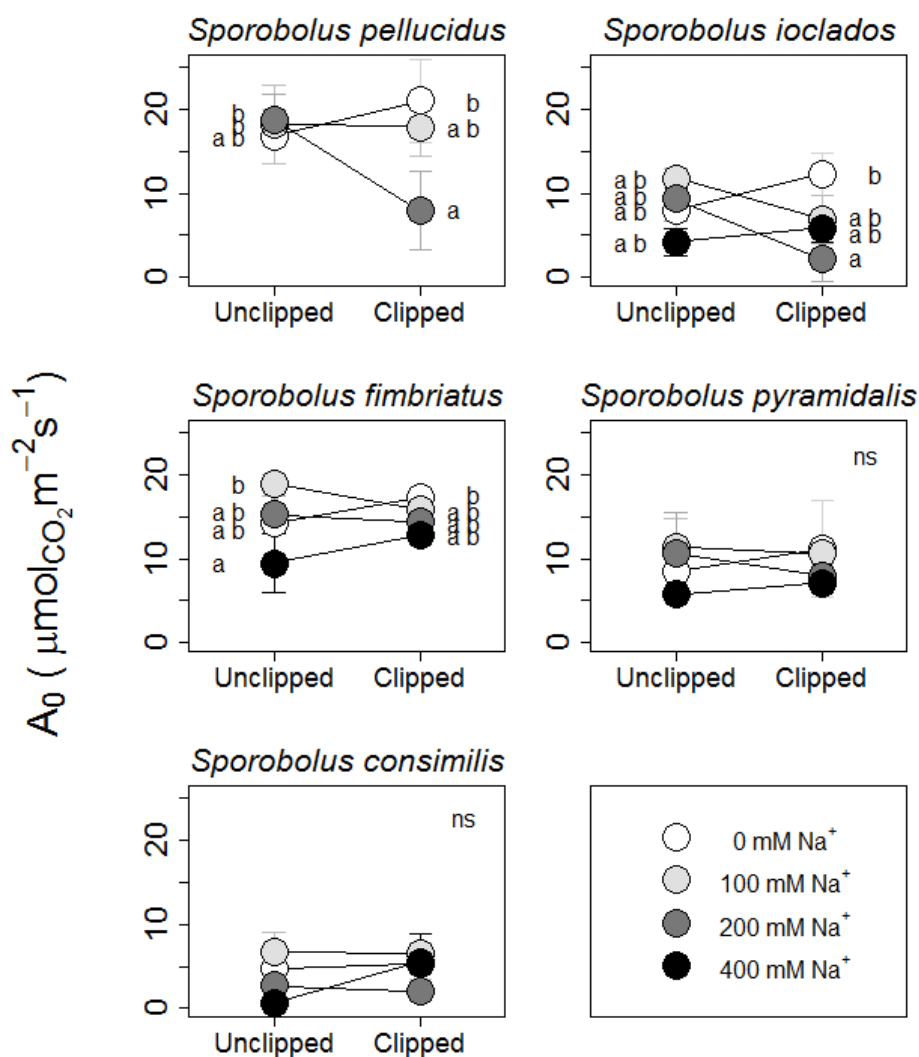 Sporobolus pellucidus
Sporobolus ioclados
20
10
0
b
b
a b
b
a b
a
Unclipped Clipped
20
10
0
a b
a b
a b
a b
b
a b
a b
a
Unclipped Clipped
A0 ( μmolCO2m−2s−1)
Sporobolus fimbriatus
Sporobolus pyramidalis
20
10
0
b
a b
a b
a
b
a b
a b
a b
Unclipped Clipped
20
10
0
ns
Unclipped Clipped
Sporobolus consimilis
20
10
0
ns
Unclipped Clipped
0 mM Na+
100 mM Na+
200 mM Na+
400 mM Na+